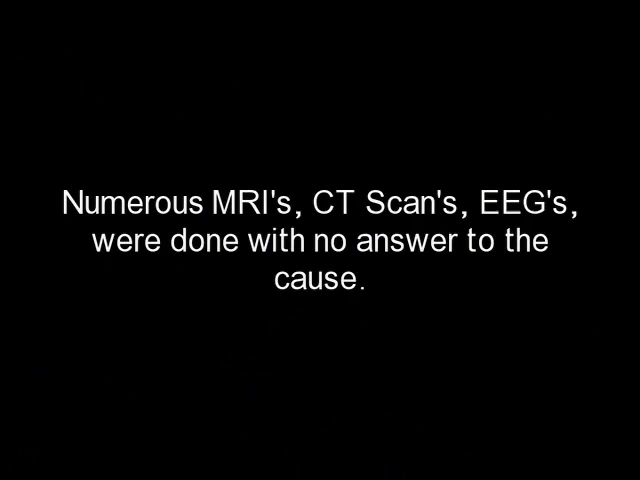 Numerous MRI's, CT Scan's, EEG's,
were done with no answer to the
cause.